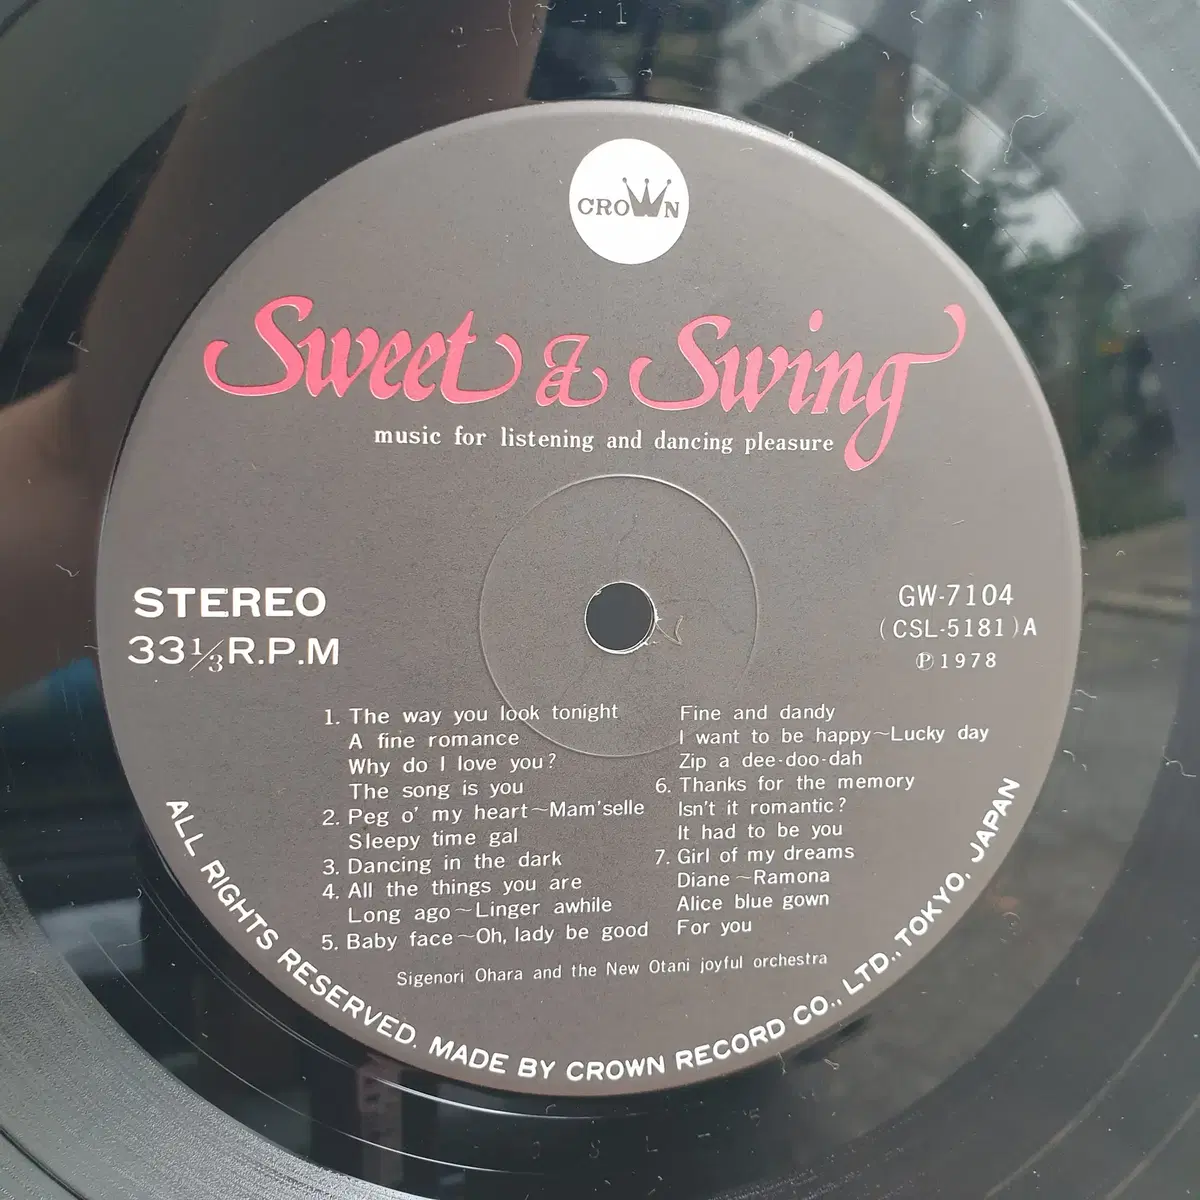 CROWN
Sweet & Swing
music for listening and dancing pleasure
STEREO
33 1/3 R.P.M
GW-7104
(CSL-5181)A
Ⓟ1978
1. The way you look tonight
A fine romance
Why do I love you?
The song is you
2. Peg o' my heart~Mam'selle
Sleepy time gal
3. Dancing in the dark
4. All the things you are
Long ago~Linger awhile
5. Baby face~Oh, lady be good
Fine and dandy
I want to be happy~Lucky day
Zip a dee-doo-dah
6. Thanks for the memory
Isn't it romantic?
It had to be you
7. Girl of my dreams
Diane~Ramona
Alice blue gown
For you
Sigenori Ohara and the New Otani joyful orchestra
ALL RIGHTS RESERVED. MADE BY CROWN RECORD CO., LTD., TOKYO, JAPAN